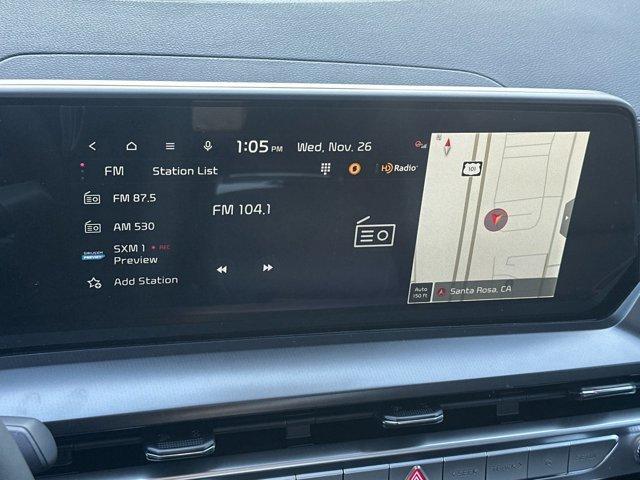 1:05 PM Wed, Nov. 26
FM Station List HD Radio
FM 87.5
FM 104.1
AM 530
SXM 1 REC
Preview
Add Station
101
Auto
150 ft
Santa Rosa, CA